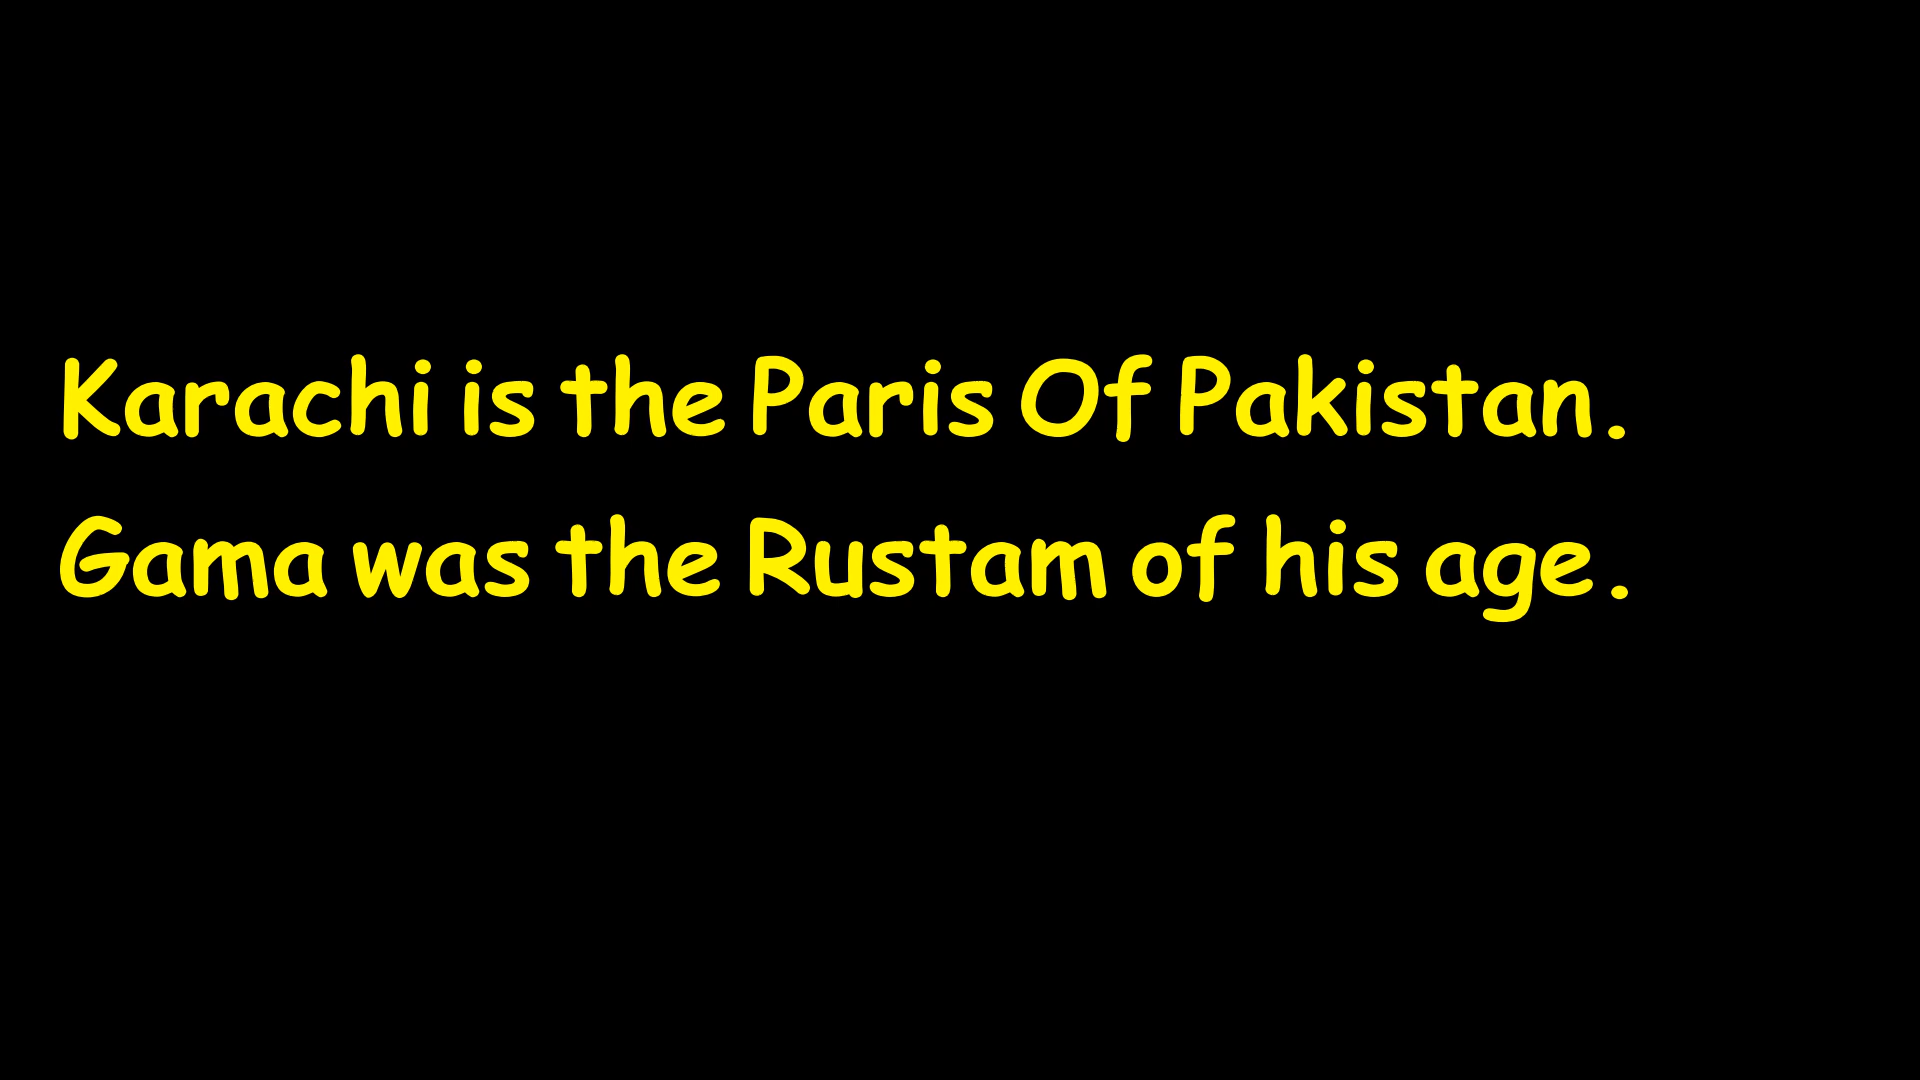 Karachi is the Paris Of Pakistan.
Gama was the Rustam of his age.